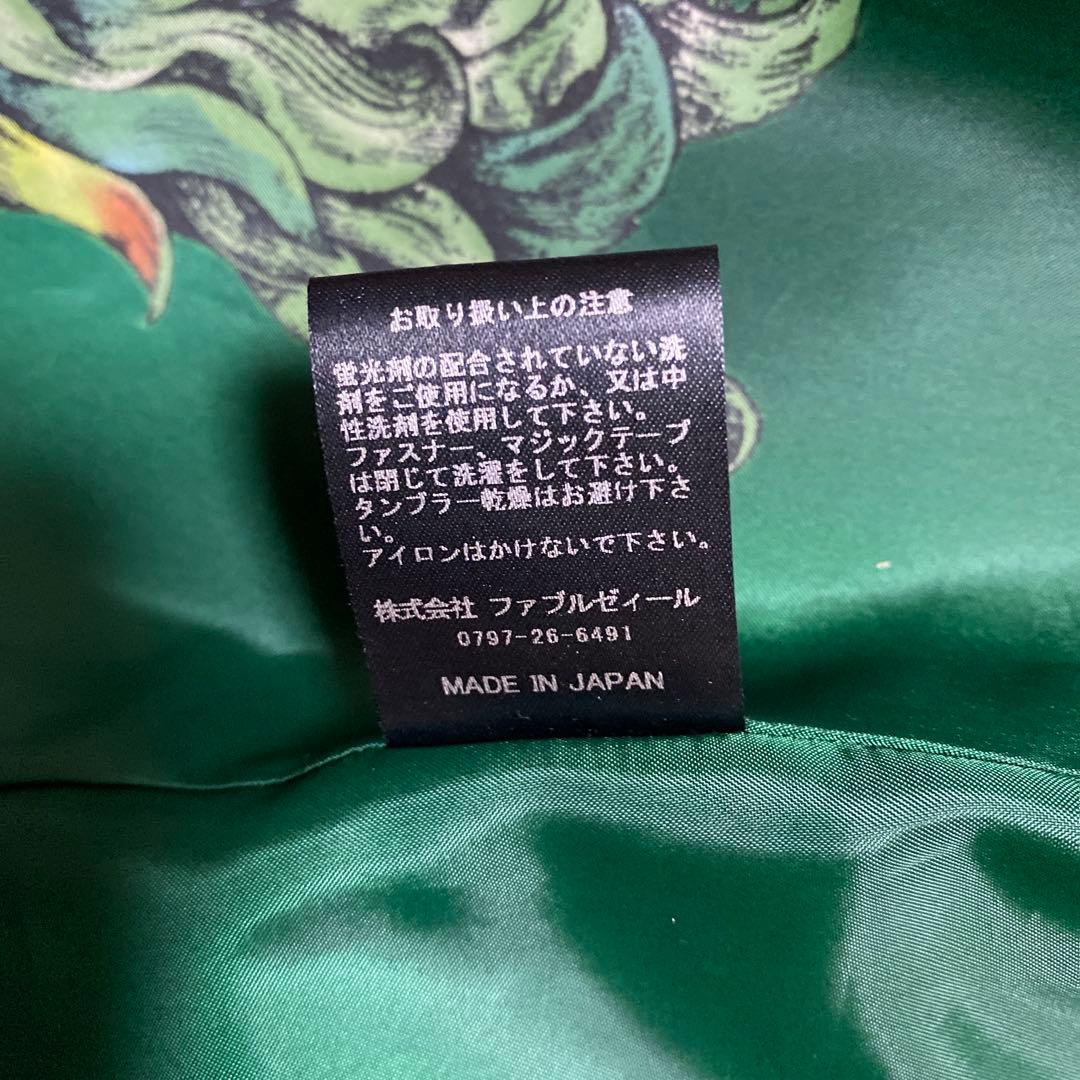 お取り扱い上の注意
蛍光剤の配合されていない洗
剤をご使用になるか、又は中
性洗剤を使用して下さい。
ファスナー、マジックテープ
は閉じて洗濯をして下さい。
タンブラー乾燥はお避け下さ
い。
アイロンはかけないで下さい。
株式会社 ファブルゼィール
0797-26-6491
MADE IN JAPAN